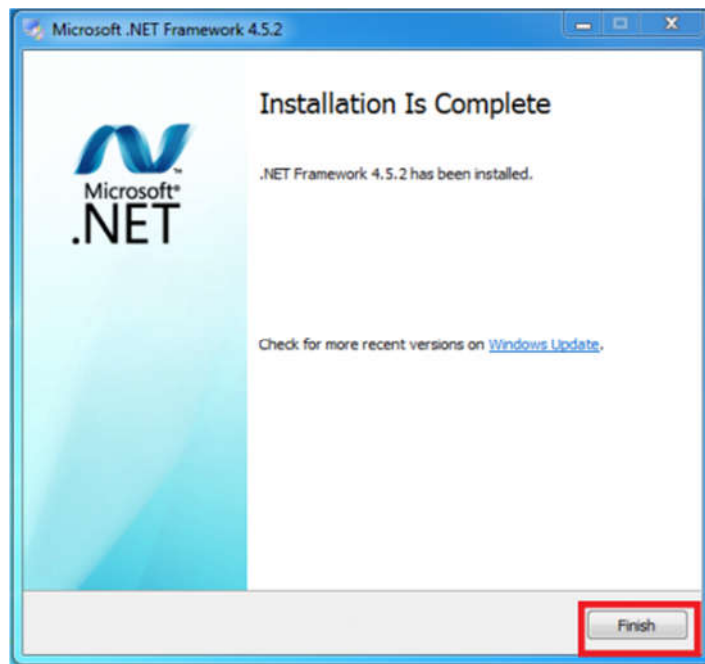 Microsoft .NET Framework 4.5.2
Installation Is Complete
.NET Framework 4.5.2 has been installed.
Microsoft®
.NET™
Check for more recent versions on Windows Update.
Finish